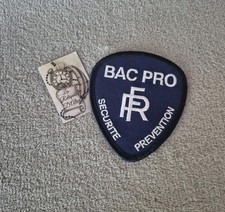 BAC PRO
RF
SECURITE
PREVENTION